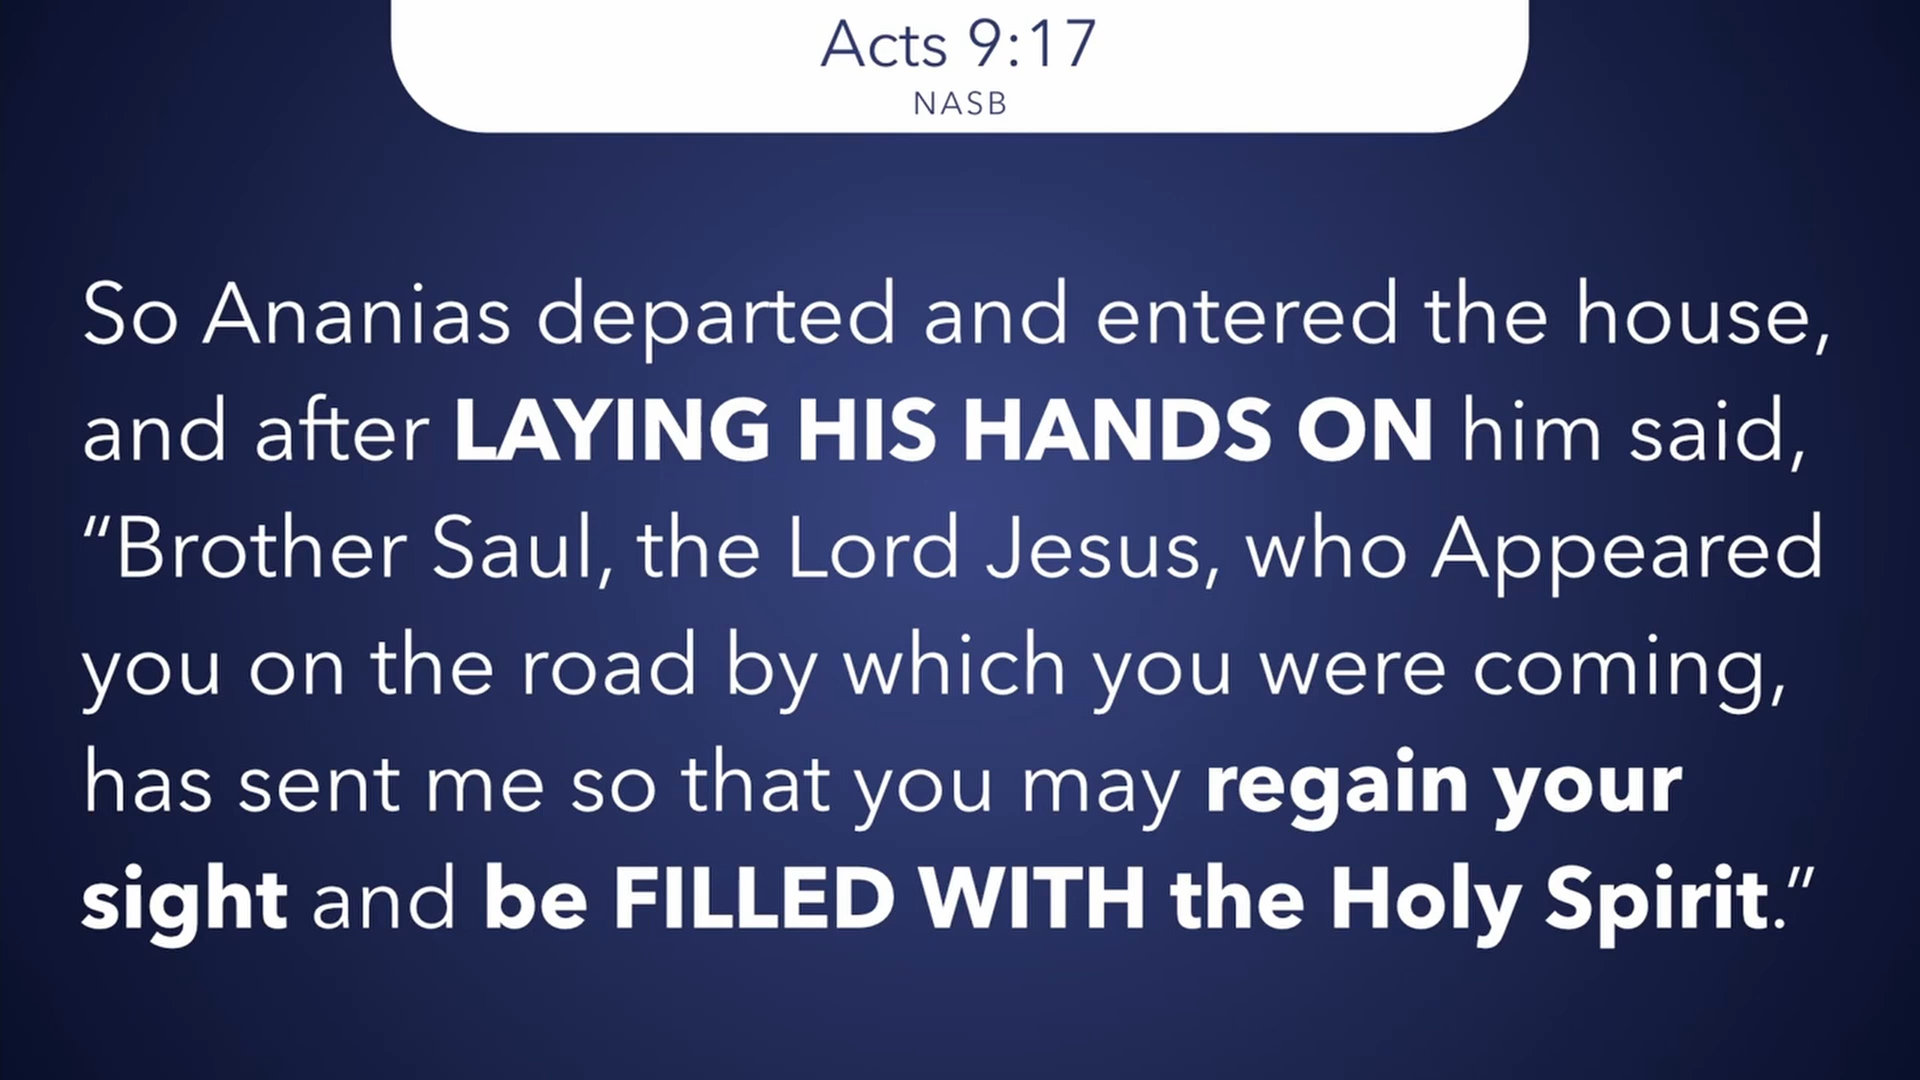 Acts 9:17
NASB
So Ananias departed and entered the house,
and after LAYING HIS HANDS ON him said,
“Brother Saul, the Lord Jesus, who Appeared
you on the road by which you were coming,
has sent me so that you may regain your
sight and be FILLED WITH the Holy Spirit.”